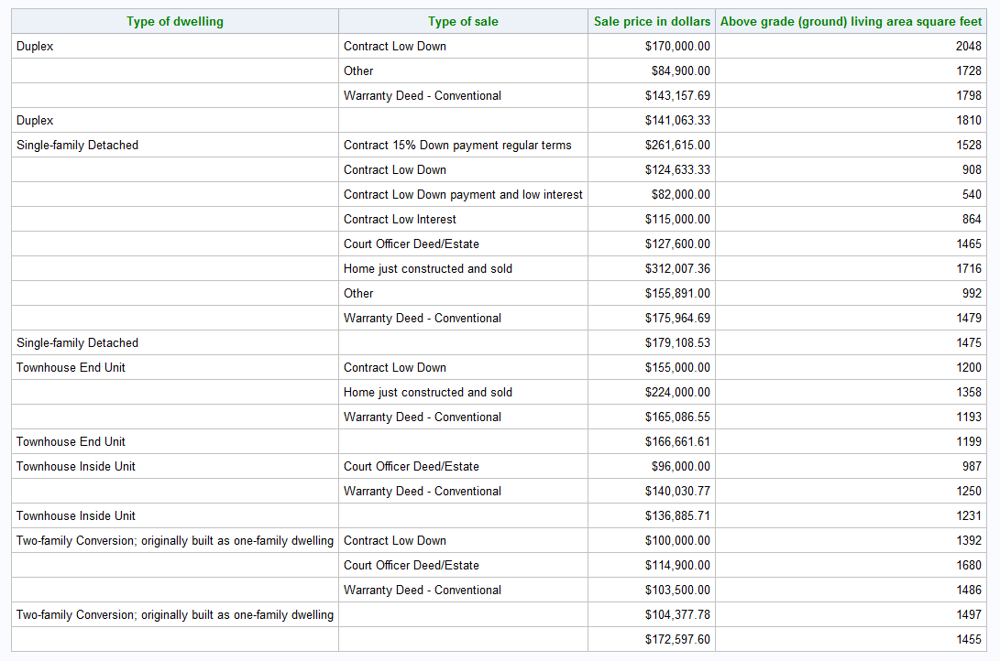 Type of dwelling Type of sale Sale price in dollars Above grade (ground) living area square feet
Duplex Contract Low Down $170,000.00 2048
Other $84,900.00 1728
Warranty Deed - Conventional $143,157.69 1798
Duplex $141,063.33 1810
Single-family Detached Contract 15% Down payment regular terms $261,615.00 1528
Contract Low Down $124,633.33 908
Contract Low Down payment and low interest $82,000.00 540
Contract Low Interest $115,000.00 864
Court Officer Deed/Estate $127,600.00 1465
Home just constructed and sold $312,007.36 1716
Other $155,891.00 992
Warranty Deed - Conventional $175,964.69 1479
Single-family Detached $179,108.53 1475
Townhouse End Unit Contract Low Down $155,000.00 1200
Home just constructed and sold $224,000.00 1358
Warranty Deed - Conventional $165,086.55 1193
Townhouse End Unit $166,661.61 1199
Townhouse Inside Unit Court Officer Deed/Estate $96,000.00 987
Warranty Deed - Conventional $140,030.77 1250
Townhouse Inside Unit $136,885.71 1231
Two-family Conversion; originally built as one-family dwelling Contract Low Down $100,000.00 1392
Court Officer Deed/Estate $114,900.00 1680
Warranty Deed - Conventional $103,500.00 1486
Two-family Conversion; originally built as one-family dwelling $104,377.78 1497
$172,597.60 1455